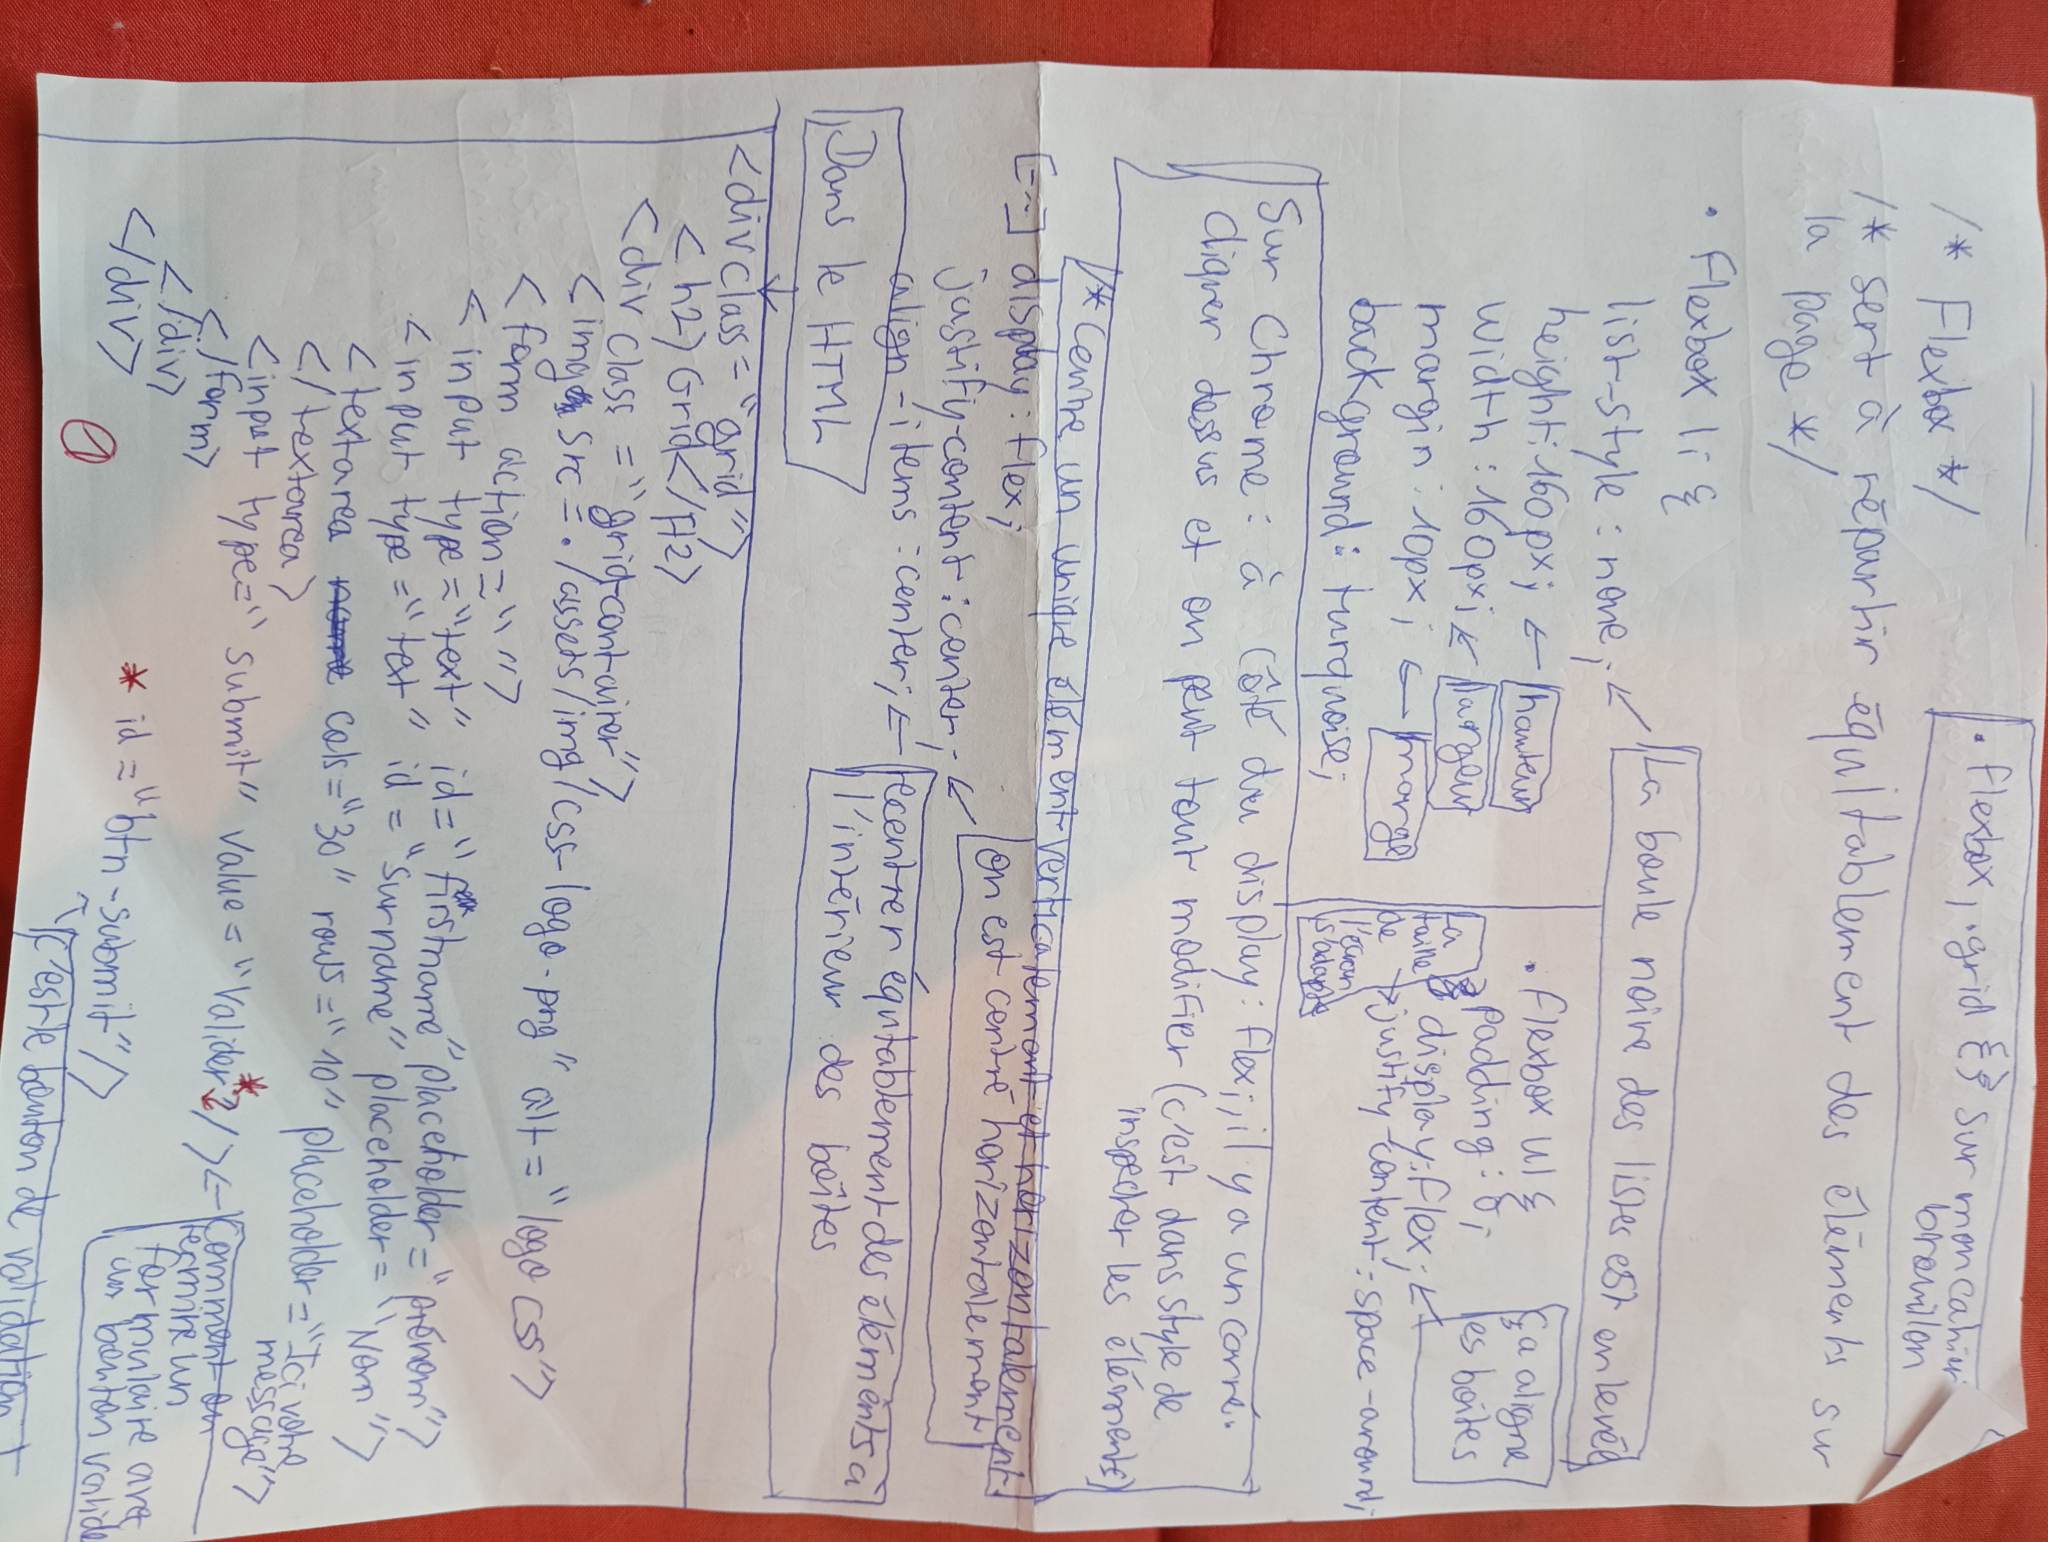 • Flexbox, grid {} sur mon cahier
brouillon
/* Flexbox */
/* sert à répartir équitablement des éléments sur
la page */
• flexbox li {
list-style : none; ← La boule noire des listes est enlevée
height: 160px; ← hauteur
width : 160px; ← largeur
margin : 10px; ← marge
background: turquoise;
• flexbox ul {
padding : 0;
display: flex; ← ça aligne
es boîtes
justify-content : space-around;
La
taille
de
l'écran
s'adapte
Sur Chrome : à côté du display: flex; il y a un carré.
Cliquer dessus et on peut tout modifier (c'est dans style de
inspecter les éléments)
/* Centre un unique élément verticalement et horizontalement.
[...] display: flex;
justify-content : center; ← on est centré horizontalement
align-items : center; ← recentrer équitablement des éléments à
l'intérieur des boîtes
Dans le HTML
<div class = "grid">
<h2> Grid </h2>
<div class = "grid-container">
<img src = ./assets/img/css-logo.png" alt = "logo css">
<form action = "">
<input type = "text" id = "firstname" placeholder = "prénom">
<input type = "text" id = "surname" placeholder = "Nom">
<textarea cols = "30" rows = "10" placeholder = "Ici votre
message">
</textarea>
<input type = "submit" value = "Valider *2 /> ← Comment on
termine un
formulaire avec
un bouton valide
</form>
</div>
</div>
* id = "btn-submit" />
C'est le bouton de validation
1